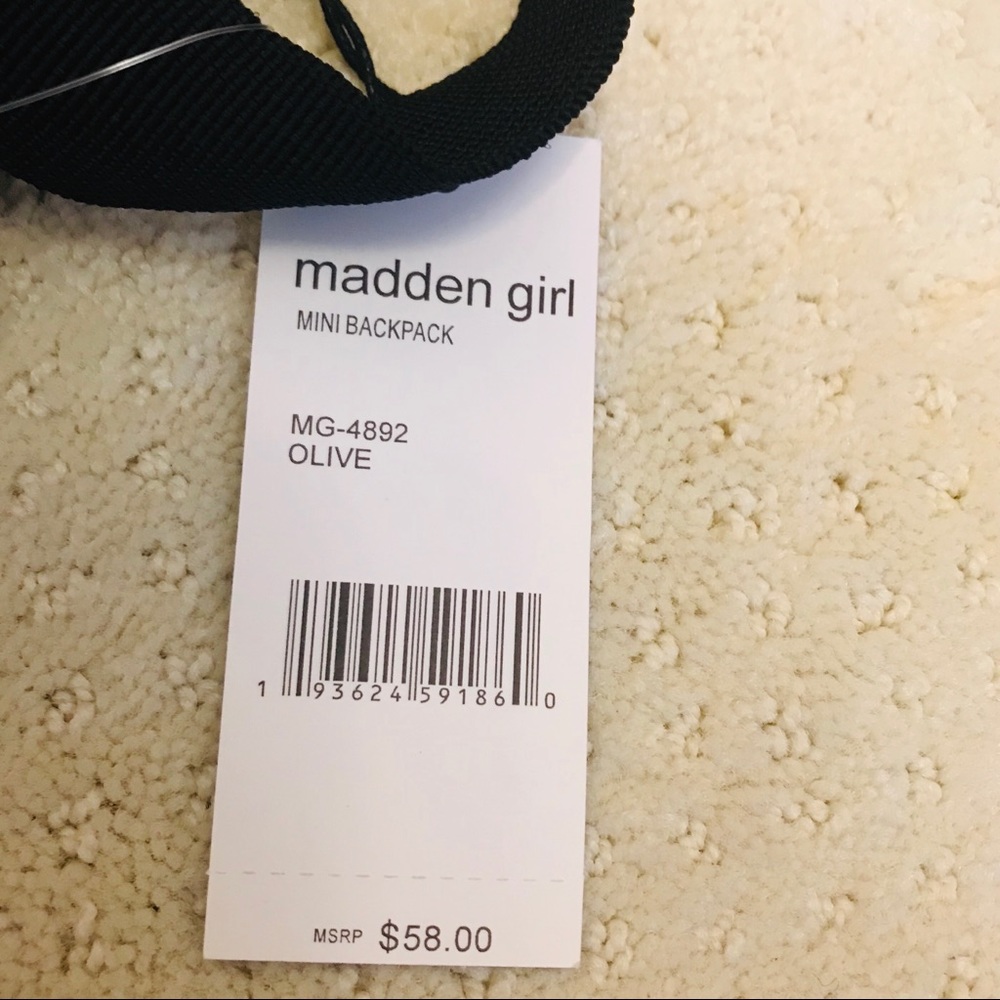 madden girl
MINI BACKPACK
MG-4892
OLIVE
1 93624 59186 0
MSRP $58.00